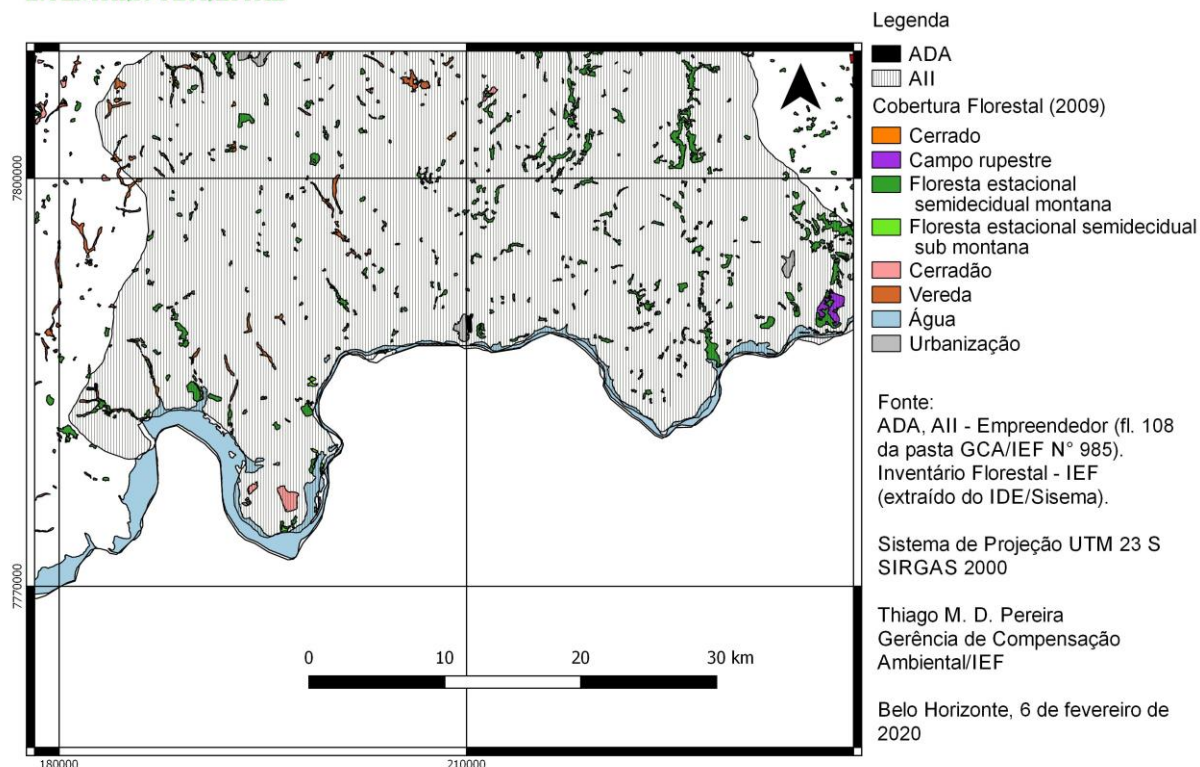 Legenda
ADA
AII
Cobertura Florestal (2009)
Cerrado
Campo rupestre
Floresta estacional
semidecidual montana
Floresta estacional semidecidual
sub montana
Cerradão
Vereda
Água
Urbanização
Fonte:
ADA, AII - Empreendedor (fl. 108
da pasta GCA/IEF N° 985).
Inventário Florestal - IEF
(extraído do IDE/Sisema).
Sistema de Projeção UTM 23 S
SIRGAS 2000
Thiago M. D. Pereira
Gerência de Compensação
Ambiental/IEF
Belo Horizonte, 6 de fevereiro de
2020
7800000
7770000
0 10 20 30 km
180000 210000